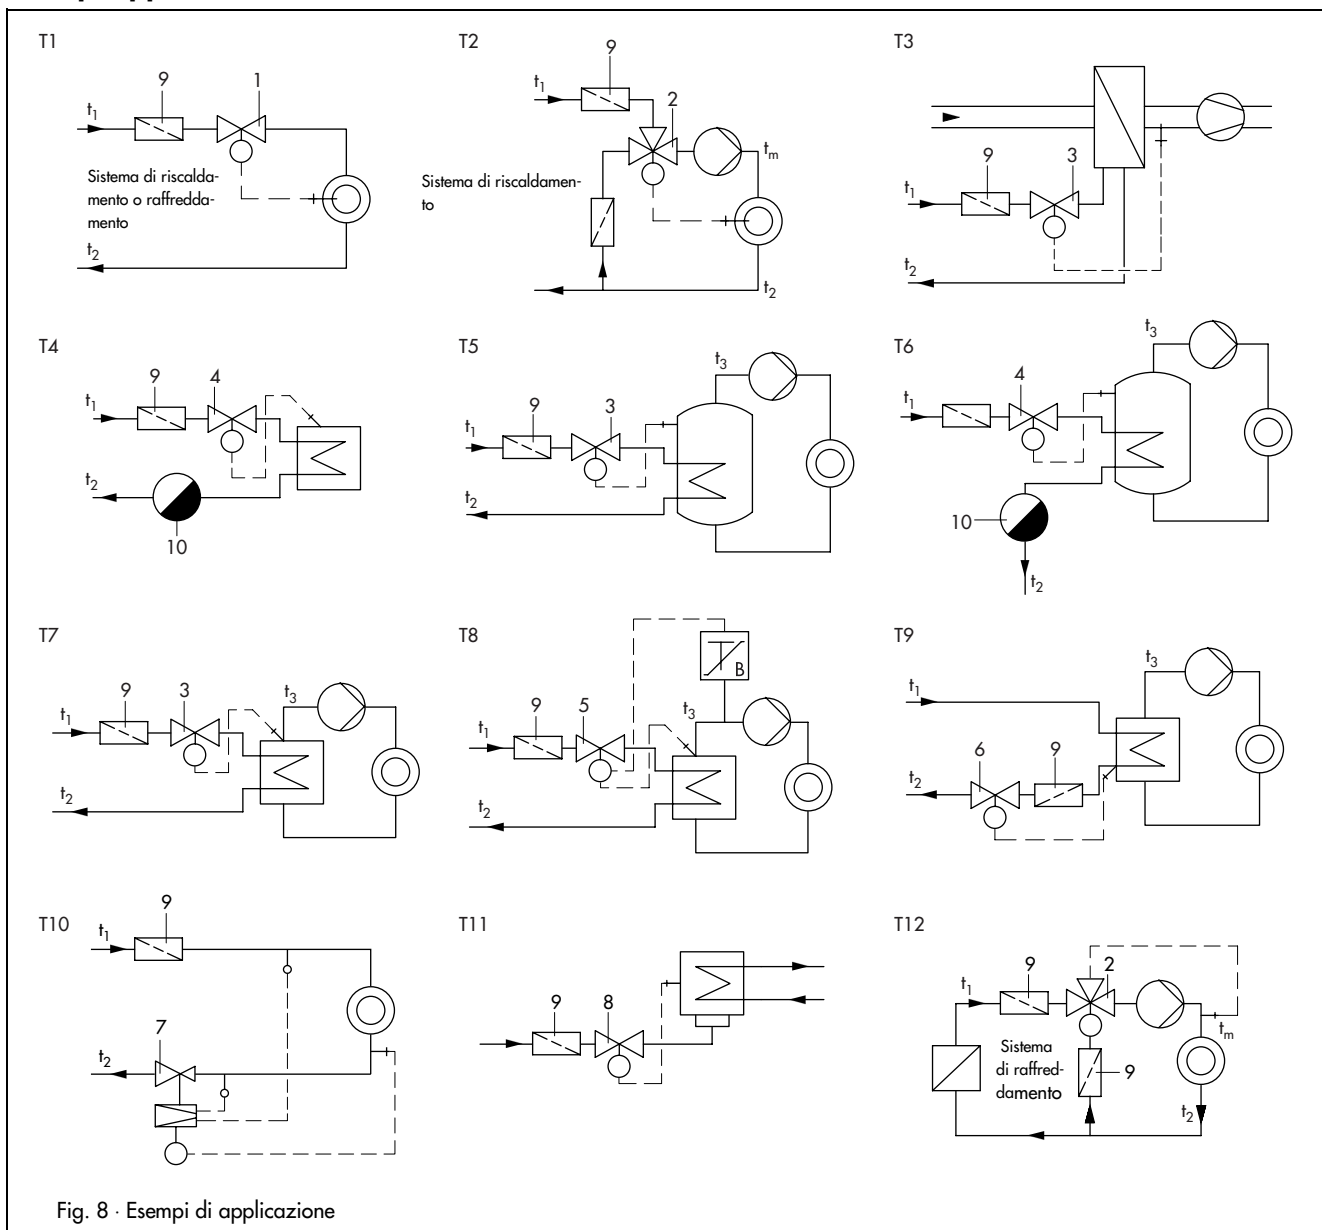 T1
9
1
t1
Sistema di riscalda-
mento o raffredda-
mento
t2
T2
9
t1
2
tm
Sistema di riscaldamen-
to
t2
T3
9
3
t1
t2
T4
9
4
t1
t2
10
T5
t3
9
3
t1
t2
T6
t3
4
t1
10
t2
T7
9
3
t3
t1
t2
T8
B
9
5
t3
t1
t2
T9
t3
t1
6
9
t2
T10
9
t1
7
t2
T11
9
8
T12
9
2
t1
tm
Sistema
di raffred-
damento
9
t2
Fig. 8 · Esempi di applicazione